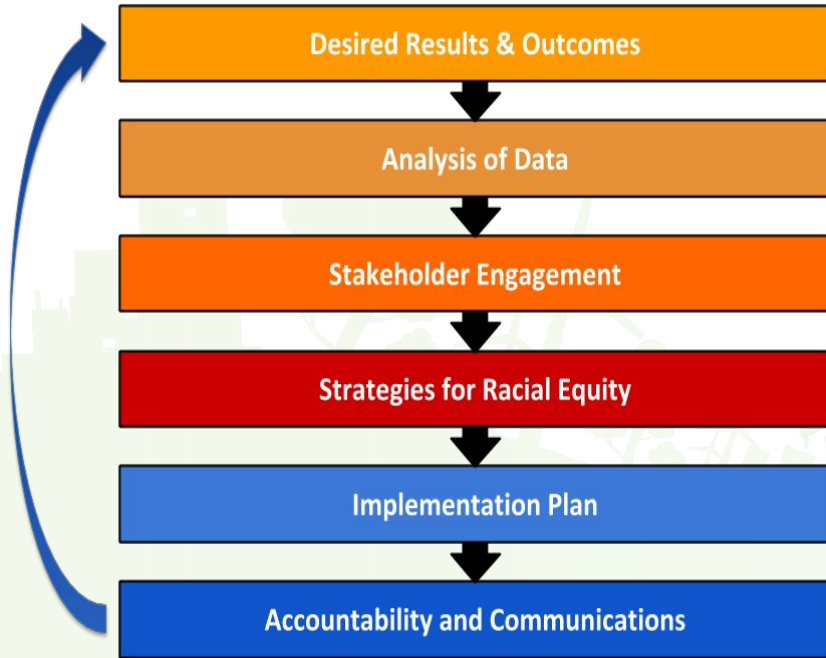 Desired Results & Outcomes
Analysis of Data
Stakeholder Engagement
Strategies for Racial Equity
Implementation Plan
Accountability and Communications